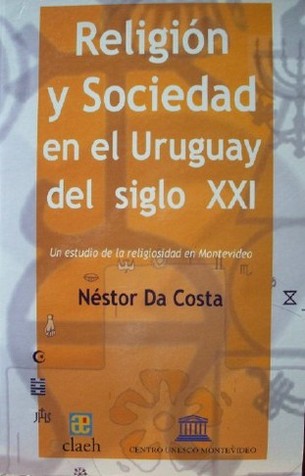 Religión
y Sociedad
en el Uruguay
del siglo XXI
Un estudio de la religiosidad en Montevideo
Néstor Da Costa
claeh
CENTRO UNESCO MONTEVIDEO